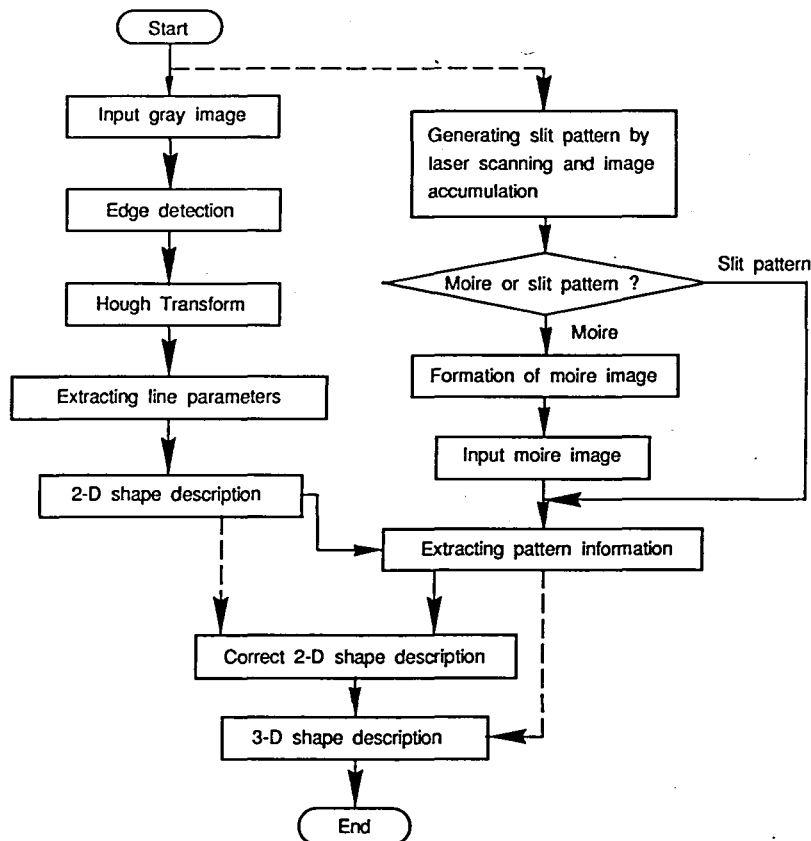 Start
Input gray image
Edge detection
Hough Transform
Extracting line parameters
2-D shape description
Generating slit pattern by
laser scanning and image
accumulation
Slit pattern
Moire or slit pattern ?
Moire
Formation of moire image
Input moire image
Extracting pattern information
Correct 2-D shape description
3-D shape description
End